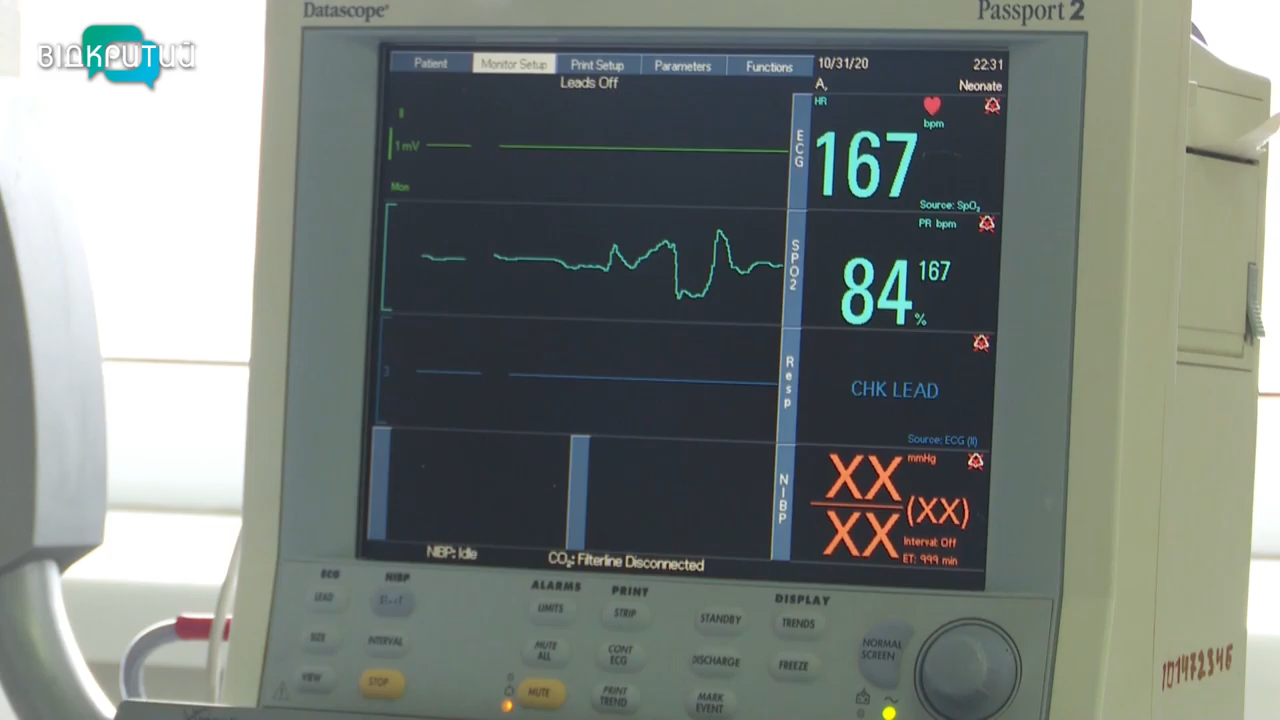 Datascope
Passport 2
ВІДКРИТИЙ
Patient
Monitor Setup
Print Setup
Parameters
Functions
10/31/20
22:31
Leads Off
A,
Neonate
II
HR
bpm
1 mV
ECG
167
Mon
Source: SpO₂
PR bpm
SPO2
84 %
167
3
Resp
CHK LEAD
Source: ECG (II)
NIBP
XX
XX
(XX)
mmHg
Interval: Off
ET: 999 min
NIBP: Idle
CO₂: Filterline Disconnected
ECG
NIBP
ALARMS
PRINT
DISPLAY
LEAD
START
LIMITS
STRIP
STANDBY
TRENDS
SIZE
INTERVAL
MUTE ALL
CONT ECG
DISCHARGE
FREEZE
NORMAL SCREEN
VIEW
STOP
MUTE
PRINT TREND
MARK EVENT
101472346